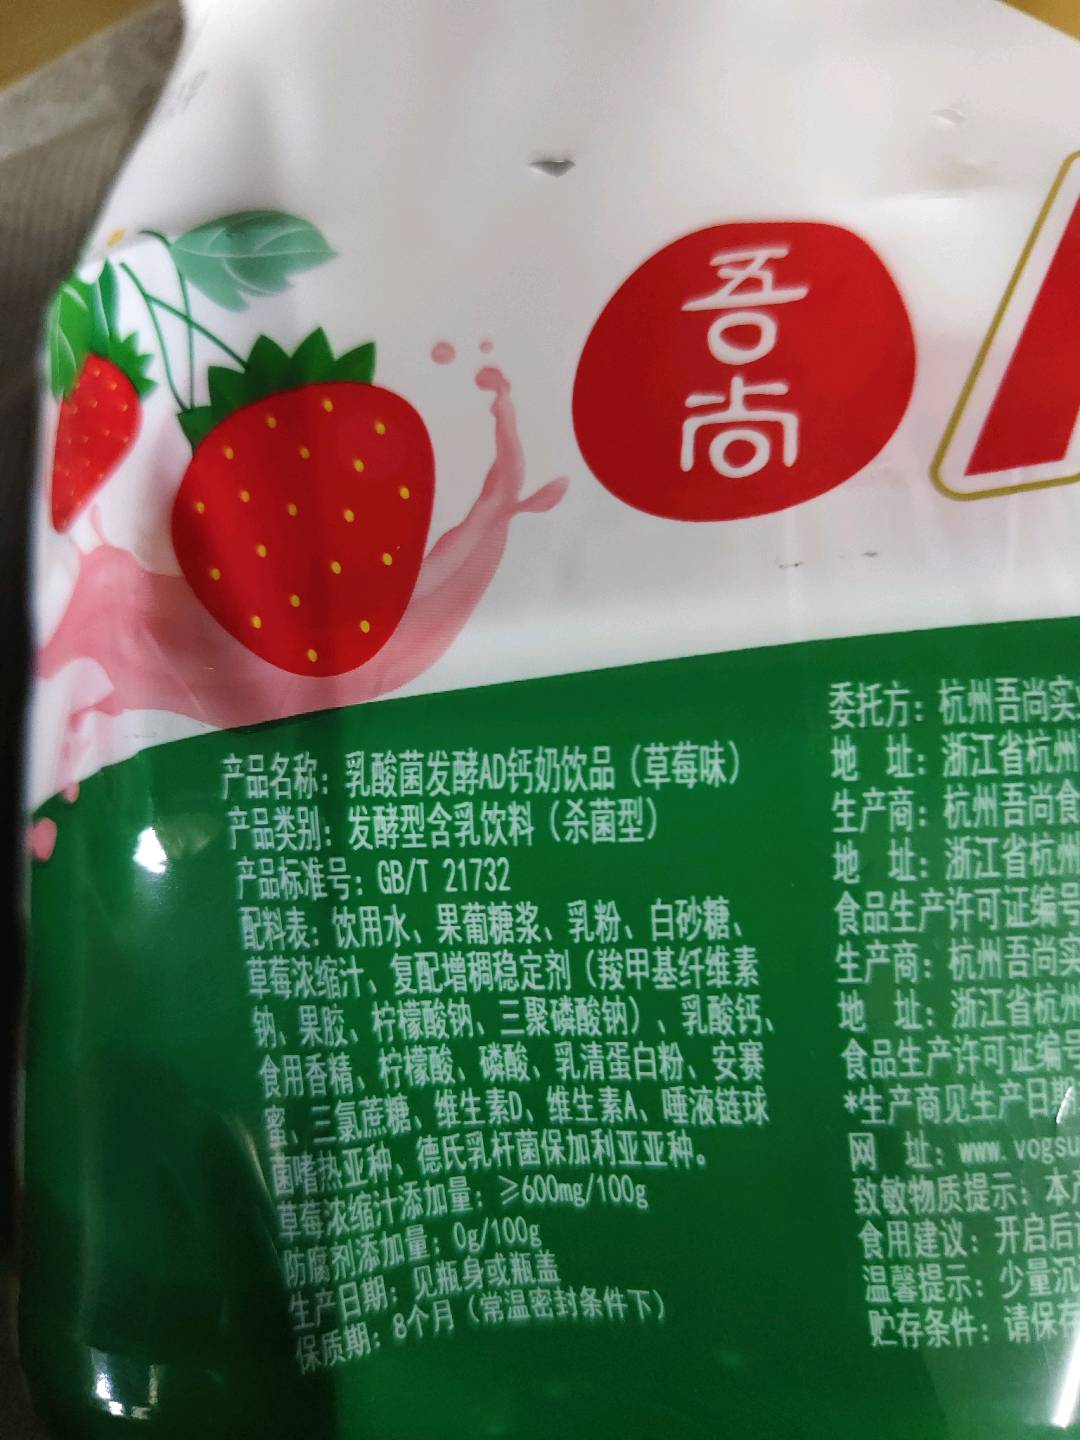 吾尚
产品名称：乳酸菌发酵AD钙奶饮品（草莓味）
产品类别：发酵型含乳饮料（杀菌型）
产品标准号：GB/T 21732
配料表：饮用水、果葡糖浆、乳粉、白砂糖、
草莓浓缩汁、复配增稠稳定剂（羧甲基纤维素
钠、果胶、柠檬酸钠、三聚磷酸钠）、乳酸钙、
食用香精、柠檬酸、磷酸、乳清蛋白粉、安赛
蜜、三氯蔗糖、维生素D、维生素A、唾液链球
菌嗜热亚种、德氏乳杆菌保加利亚亚种。
草莓浓缩汁添加量：≥600mg/100g
防腐剂添加量：0g/100g
生产日期：见瓶身或瓶盖
保质期：8个月（常温密封条件下）
委托方：杭州吾尚实
地 址：浙江省杭州
生产商：杭州吾尚食
地 址：浙江省杭州
食品生产许可证编号
生产商：杭州吾尚实
地 址：浙江省杭州
食品生产许可证编号
*生产商见生产日期
网 址：www.vogsu
致敏物质提示：本
食用建议：开启后
温馨提示：少量沉
贮存条件：请保存